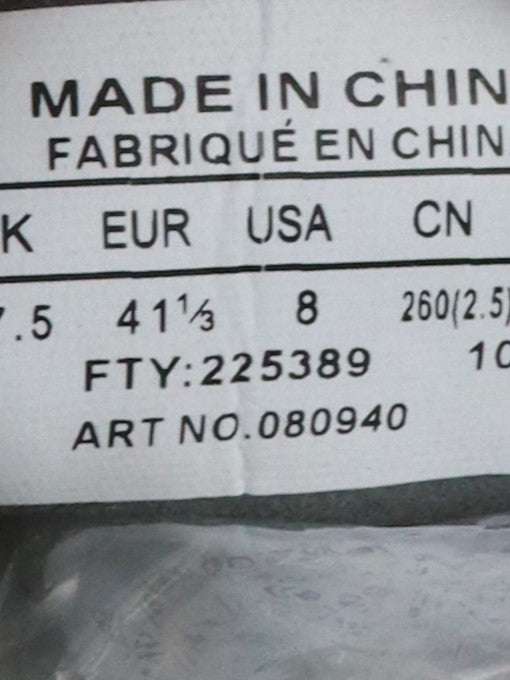 MADE IN CHIN
FABRIQUÉ EN CHIN
K EUR USA CN
.5 41⅓ 8 260(2.5)
FTY:225389 10
ART NO.080940